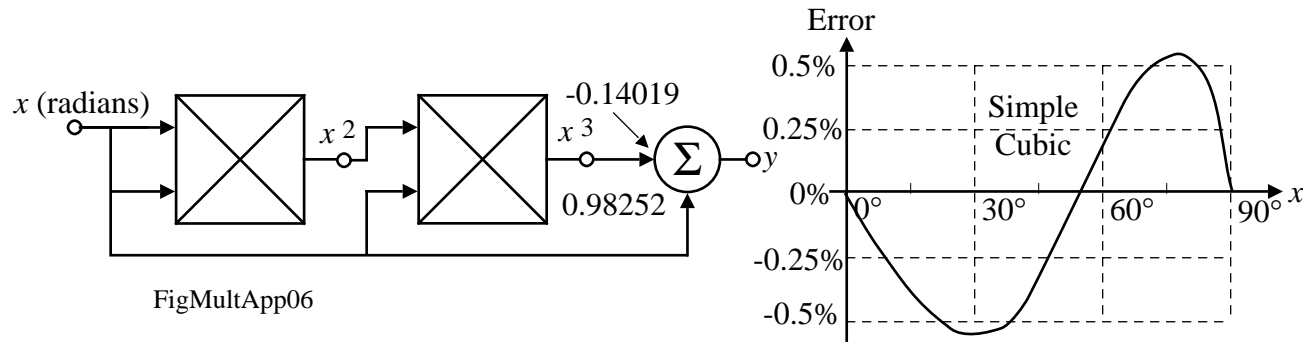 x (radians)
x 2
x 3
-0.14019
Σ
y
0.98252
FigMultApp06
Error
0.5%
0.25%
0%
-0.25%
-0.5%
Simple
Cubic
0° 30° 60° 90° x